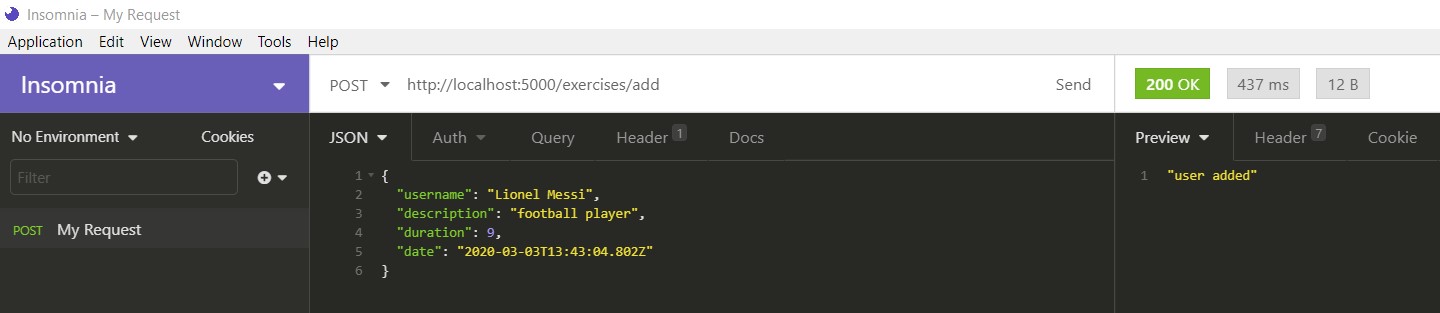 Insomnia – My Request
Application Edit View Window Tools Help
Insomnia
POST http://localhost:5000/exercises/add Send
200 OK 437 ms 12 B
No Environment Cookies
JSON Auth Query Header 1 Docs
Preview Header 7 Cookie
Filter
POST My Request
1 {
2 "username": "Lionel Messi",
3 "description": "football player",
4 "duration": 9,
5 "date": "2020-03-03T13:43:04.802Z"
6 }
1 "user added"